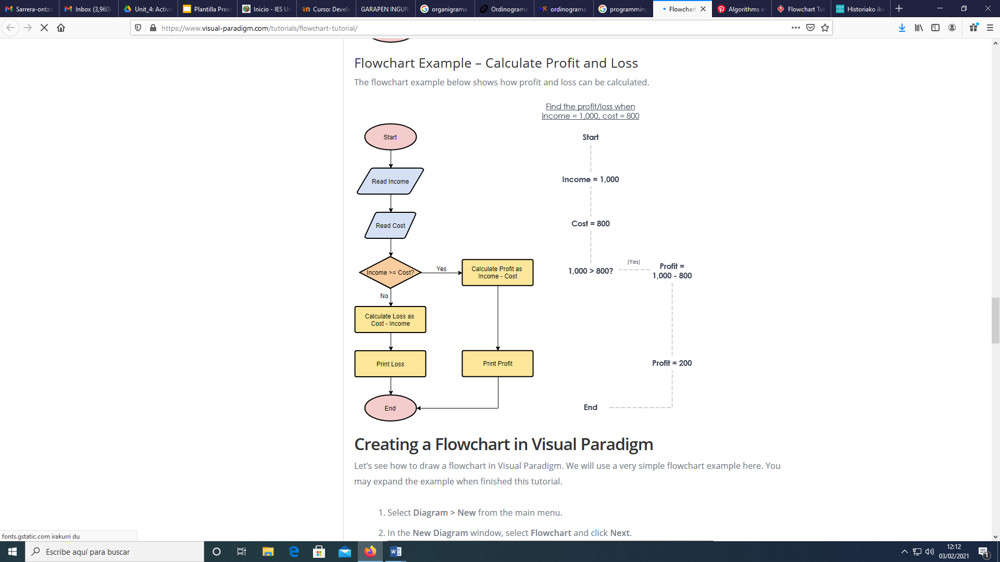 Sarrera-ontzia
Inbox (3,960)
Unit_4: Activi
Plantilla Prese
Inicio - IES Un
Curso: Develo
GARAPEN INGURU
organigrama
Ordinograma
ordinograma
programming
Flowchart
Algorithms an
Flowchart Tut
Historiako ika
https://www.visual-paradigm.com/tutorials/flowchart-tutorial/
Flowchart Example – Calculate Profit and Loss
The flowchart example below shows how profit and loss can be calculated.
Find the profit/loss when
income = 1,000, cost = 800
Start
Read Income
Read Cost
Income >= Cost?
Yes
Calculate Profit as
Income - Cost
No
Calculate Loss as
Cost - Income
Print Loss
Print Profit
End
Start
Income = 1,000
Cost = 800
1,000 > 800?
(Yes)
Profit =
1,000 - 800
Profit = 200
End
Creating a Flowchart in Visual Paradigm
Let's see how to draw a flowchart in Visual Paradigm. We will use a very simple flowchart example here. You
may expand the example when finished this tutorial.
1. Select Diagram > New from the main menu.
2. In the New Diagram window, select Flowchart and click Next.
fonts.gstatic.com irakurri du
Escribe aquí para buscar
12:12
03/02/2021
1